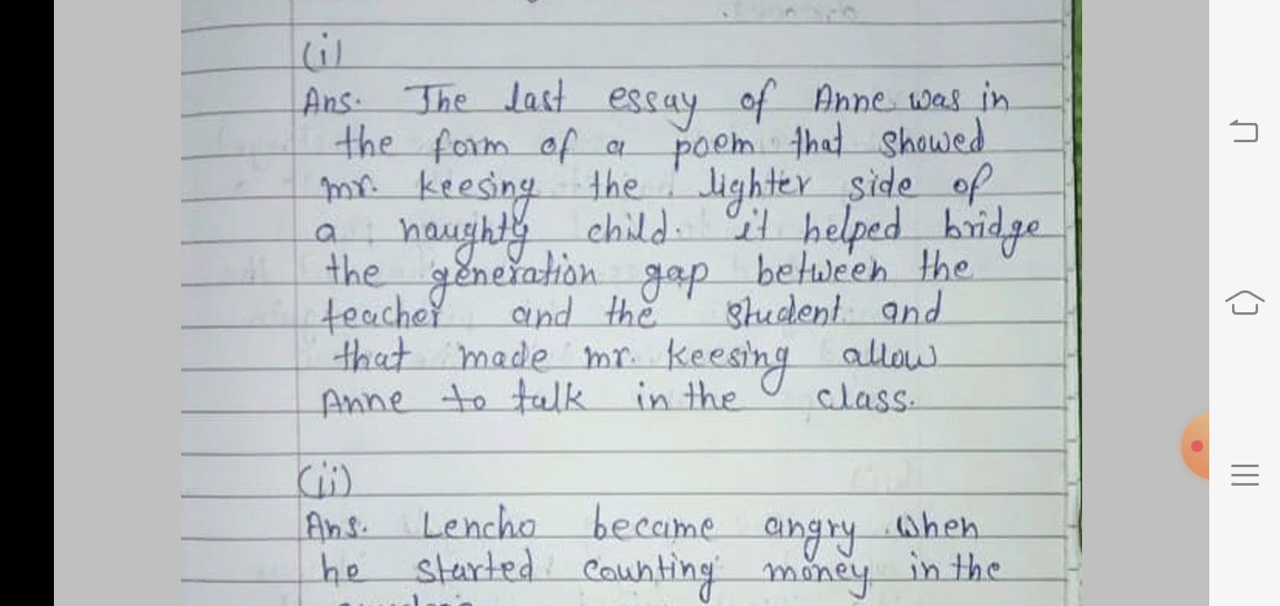 (i)
Ans. The last essay of Anne was in
the form of a poem that showed
mr. keesing the lighter side of
a naughty child. it helped bridge
the generation gap between the
teacher and the student and
that made mr. keesing allow
Anne to talk in the class.
(ii)
Ans. Lencho became angry when
he started counting money in the